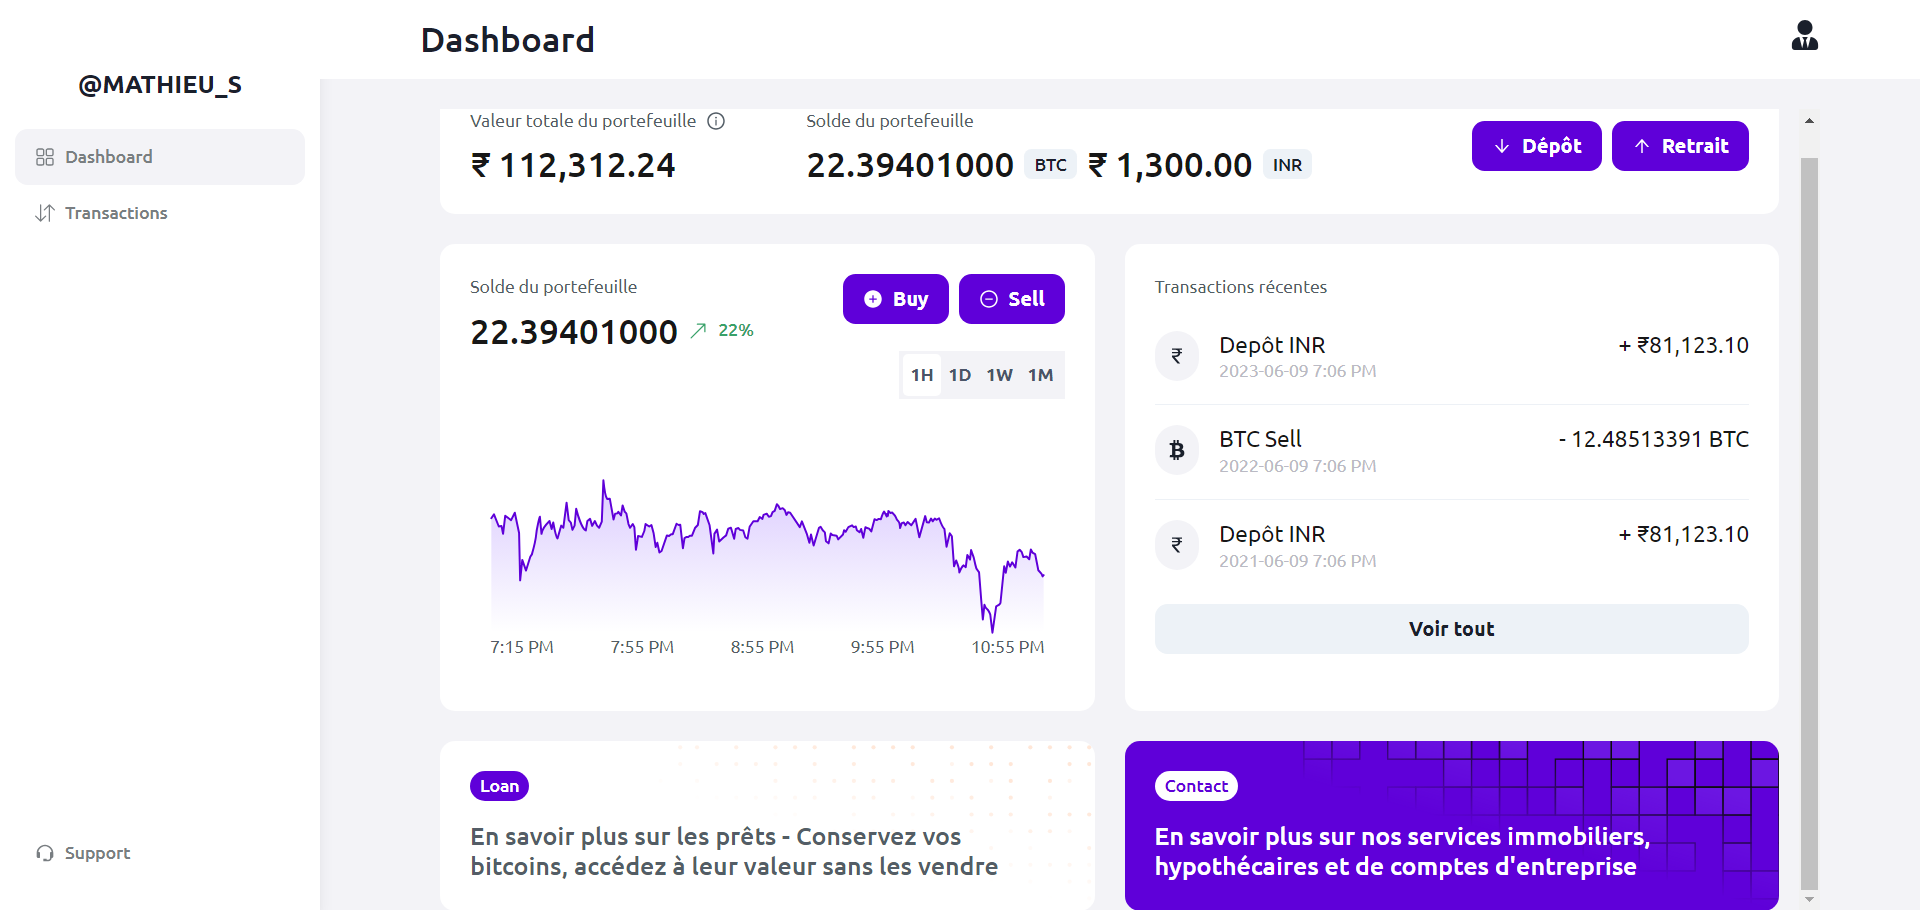 Dashboard
@MATHIEU_S
Dashboard
Transactions
Support
Valeur totale du portefeuille
₹ 112,312.24
Solde du portefeuille
22.39401000 BTC ₹ 1,300.00 INR
Dépôt
Retrait
Solde du portefeuille
22.39401000 22%
Buy
Sell
1H 1D 1W 1M
7:15 PM 7:55 PM 8:55 PM 9:55 PM 10:55 PM
Transactions récentes
₹ Depôt INR + ₹81,123.10
2023-06-09 7:06 PM
BTC Sell - 12.48513391 BTC
2022-06-09 7:06 PM
₹ Depôt INR + ₹81,123.10
2021-06-09 7:06 PM
Voir tout
Loan
En savoir plus sur les prêts - Conservez vos
bitcoins, accédez à leur valeur sans les vendre
Contact
En savoir plus sur nos services immobiliers,
hypothécaires et de comptes d'entreprise